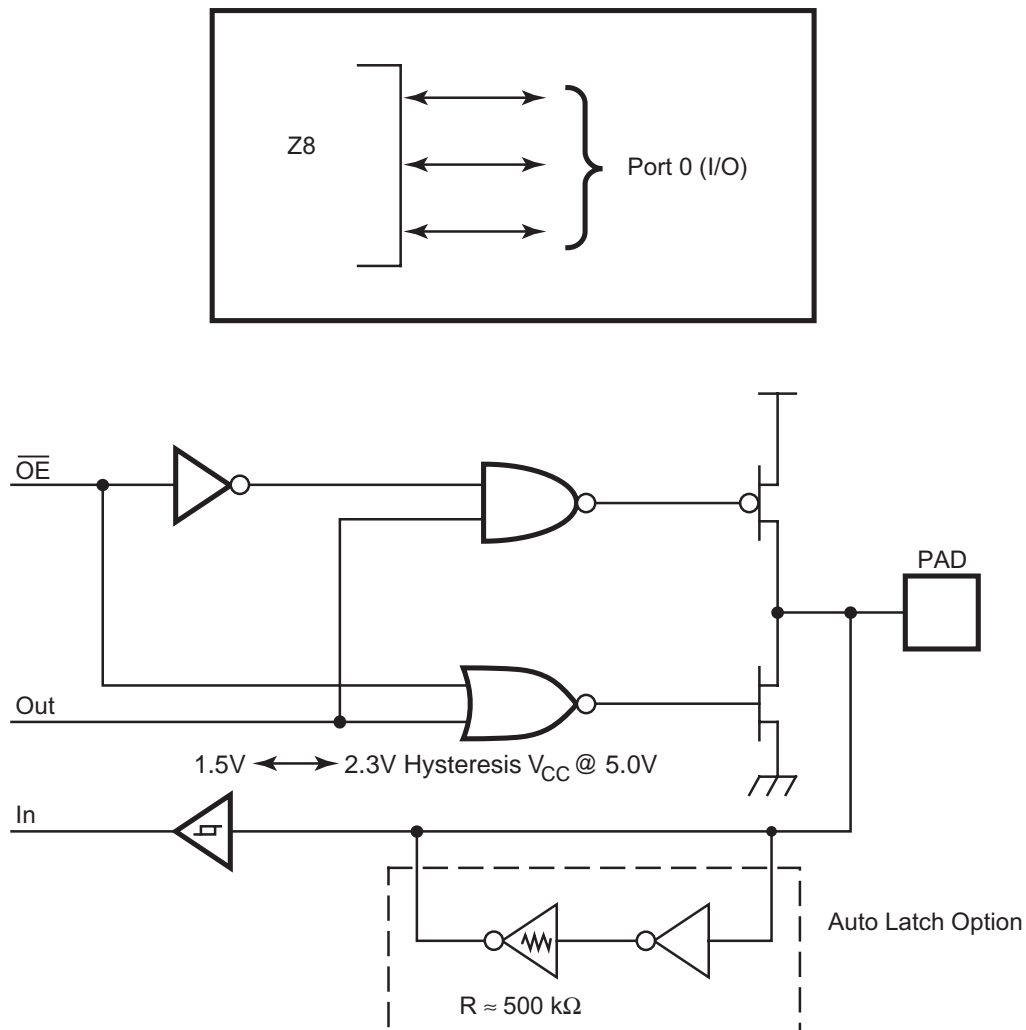 Z8
Port 0 (I/O)
OE
PAD
Out
1.5V 2.3V Hysteresis VCC @ 5.0V
In
Auto Latch Option
R ≈ 500 kΩ